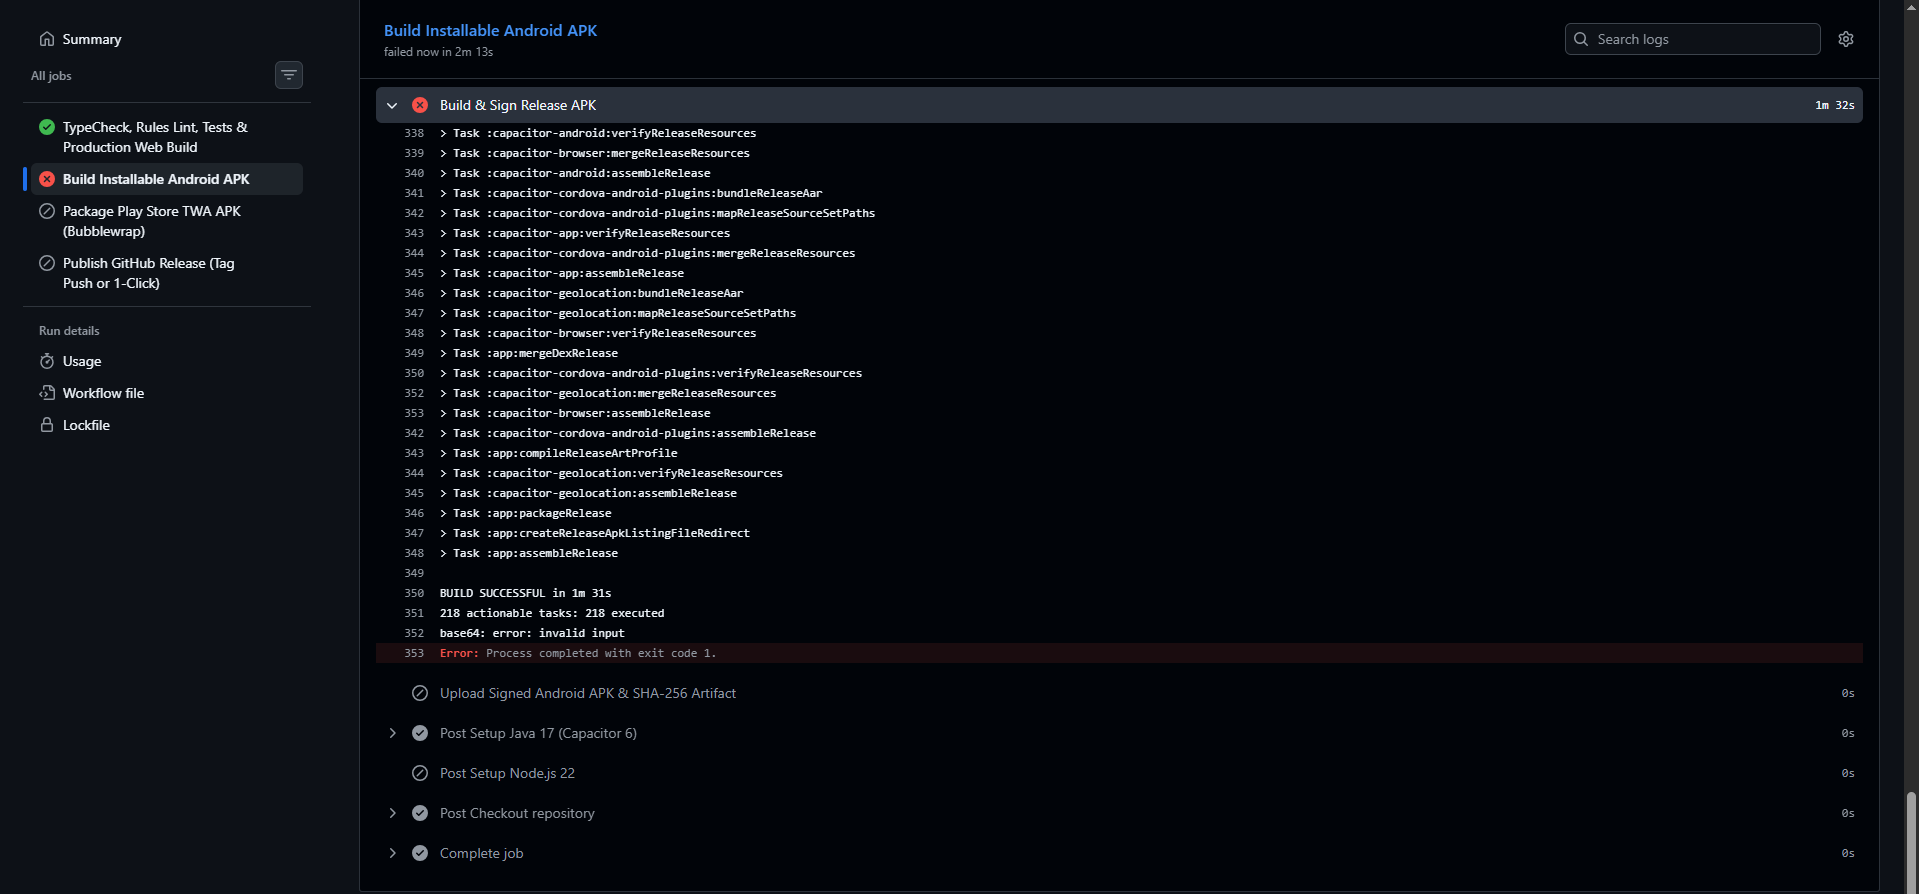 Summary
All jobs
TypeCheck, Rules Lint, Tests &
Production Web Build
Build Installable Android APK
Package Play Store TWA APK
(Bubblewrap)
Publish GitHub Release (Tag
Push or 1-Click)
Run details
Usage
Workflow file
Lockfile
Build Installable Android APK
failed now in 2m 13s
Search logs
Build & Sign Release APK 1m 32s
338 > Task :capacitor-android:verifyReleaseResources
339 > Task :capacitor-browser:mergeReleaseResources
340 > Task :capacitor-android:assembleRelease
341 > Task :capacitor-cordova-android-plugins:bundleReleaseAar
342 > Task :capacitor-cordova-android-plugins:mapReleaseSourceSetPaths
343 > Task :capacitor-app:verifyReleaseResources
344 > Task :capacitor-cordova-android-plugins:mergeReleaseResources
345 > Task :capacitor-app:assembleRelease
346 > Task :capacitor-geolocation:bundleReleaseAar
347 > Task :capacitor-geolocation:mapReleaseSourceSetPaths
348 > Task :capacitor-browser:verifyReleaseResources
349 > Task :app:mergeDexRelease
350 > Task :capacitor-cordova-android-plugins:verifyReleaseResources
352 > Task :capacitor-geolocation:mergeReleaseResources
353 > Task :capacitor-browser:assembleRelease
342 > Task :capacitor-cordova-android-plugins:assembleRelease
343 > Task :app:compileReleaseArtProfile
344 > Task :capacitor-geolocation:verifyReleaseResources
345 > Task :capacitor-geolocation:assembleRelease
346 > Task :app:packageRelease
347 > Task :app:createReleaseApkListingFileRedirect
348 > Task :app:assembleRelease
349
350 BUILD SUCCESSFUL in 1m 31s
351 218 actionable tasks: 218 executed
352 base64: error: invalid input
353 Error: Process completed with exit code 1.
Upload Signed Android APK & SHA-256 Artifact 0s
Post Setup Java 17 (Capacitor 6) 0s
Post Setup Node.js 22 0s
Post Checkout repository 0s
Complete job 0s